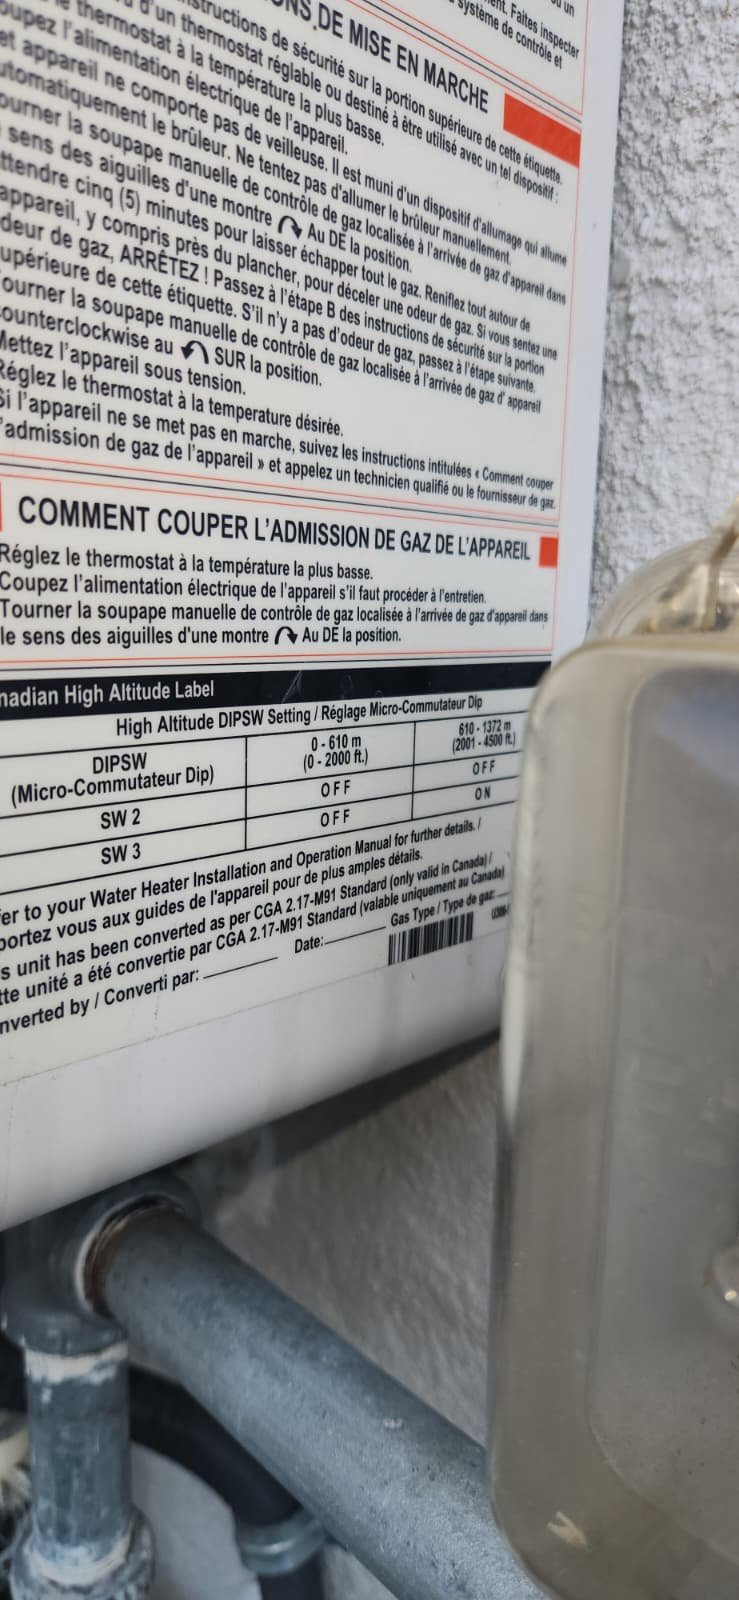 système de contrôle et
Faites inspecter
DE MISE EN MARCHE
instructions de sécurité sur la portion supérieure de cette étiquette.
d'un thermostat réglable ou destiné à être utilisé avec un tel dispositif :
thermostat à la température la plus basse.
l'alimentation électrique de l'appareil.
appareil ne comporte pas de veilleuse. Il est muni d'un dispositif d'allumage qui allume
automatiquement le brûleur. Ne tentez pas d'allumer le brûleur manuellement.
la soupape manuelle de contrôle de gaz localisée à l'arrivée de gaz d'appareil dans
sens des aiguilles d'une montre Au DE la position.
cinq (5) minutes pour laisser échapper tout le gaz. Reniflez tout autour de
appareil, y compris près du plancher, pour déceler une odeur de gaz. Si vous sentez une
deur de gaz, ARRÊTEZ ! Passez à l'étape B des instructions de sécurité sur la portion
upérieure de cette étiquette. S'il n'y a pas d'odeur de gaz, passez à l'étape suivante.
ourner la soupape manuelle de contrôle de gaz localisée à l'arrivée de gaz d' appareil
ounterclockwise au SUR la position.
Mettez l'appareil sous tension.
Réglez le thermostat à la temperature désirée.
Si l'appareil ne se met pas en marche, suivez les instructions intitulées « Comment couper
l'admission de gaz de l'appareil » et appelez un technicien qualifié ou le fournisseur de gaz.
COMMENT COUPER L'ADMISSION DE GAZ DE L'APPAREIL
Réglez le thermostat à la température la plus basse.
Coupez l'alimentation électrique de l'appareil s'il faut procéder à l'entretien.
Tourner la soupape manuelle de contrôle de gaz localisée à l'arrivée de gaz d'appareil dans
le sens des aiguilles d'une montre Au DE la position.
nadian High Altitude Label
High Altitude DIPSW Setting / Réglage Micro-Commutateur Dip
DIPSW
(Micro-Commutateur Dip)
0 - 610 m
(0 - 2000 ft.)
610 - 1372 m
(2001 - 4500 ft.)
SW 2
OFF
OFF
SW 3
OFF
ON
er to your Water Heater Installation and Operation Manual for further details. /
portez vous aux guides de l'appareil pour de plus amples détails.
s unit has been converted as per CGA 2.17-M91 Standard (only valid in Canada) /
tte unité a été convertie par CGA 2.17-M91 Standard (valable uniquement au Canada)
nverted by / Converti par: Date: Gas Type / Type de gaz: